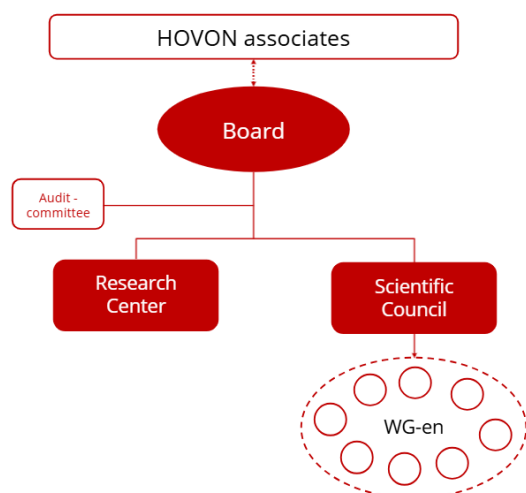 HOVON associates
Board
Audit -
committee
Research
Center
Scientific
Council
WG-en